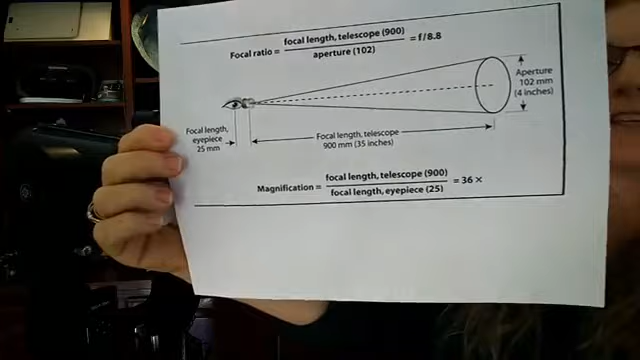 focal length, telescope (900)
Focal ratio = = f/8.8
aperture (102)
Aperture
102 mm
(4 inches)
Focal length,
eyepiece
25 mm
Focal length, telescope
900 mm (35 inches)
focal length, telescope (900)
Magnification = = 36 ×
focal length, eyepiece (25)